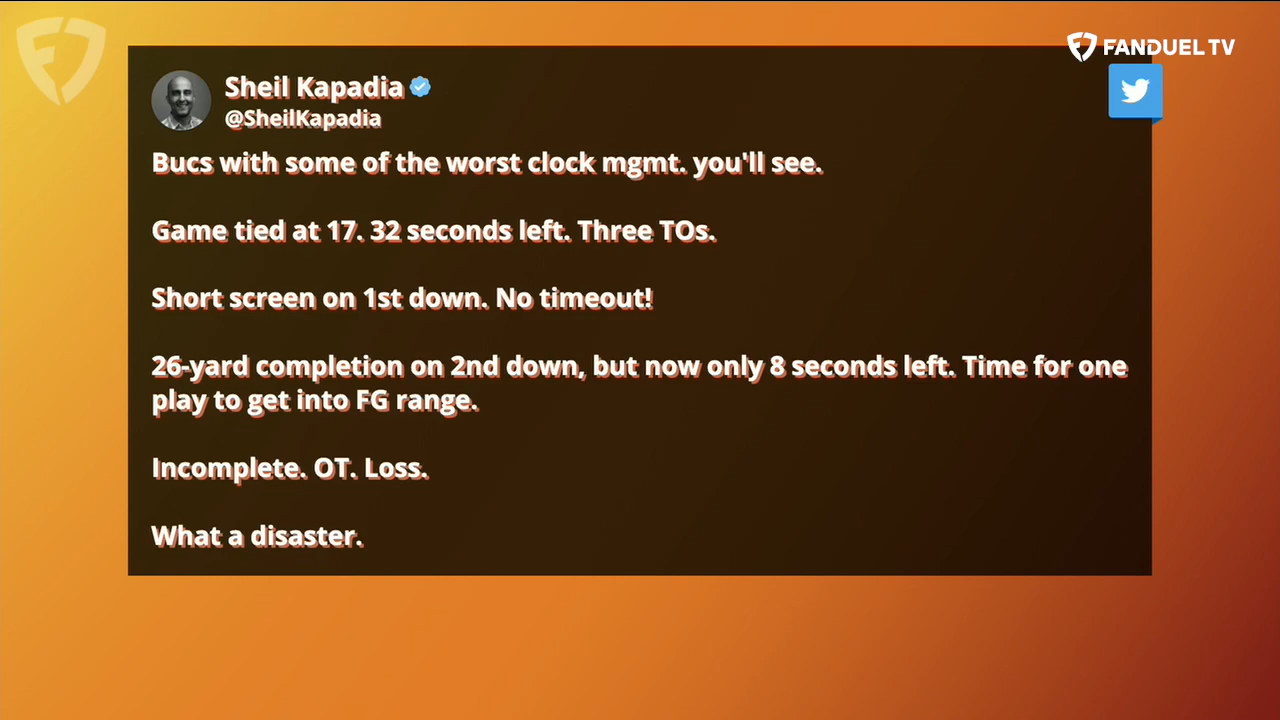 FANDUEL TV
Sheil Kapadia
@SheilKapadia
Bucs with some of the worst clock mgmt. you'll see.
Game tied at 17. 32 seconds left. Three TOs.
Short screen on 1st down. No timeout!
26-yard completion on 2nd down, but now only 8 seconds left. Time for one
play to get into FG range.
Incomplete. OT. Loss.
What a disaster.